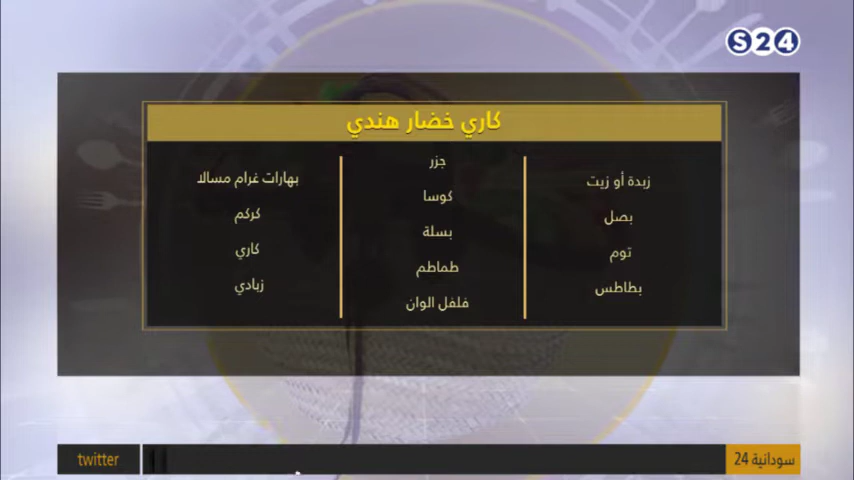 S24
كاري خضار هندي
زبدة أو زيت
بصل
توم
بطاطس
جزر
كوسا
بسلة
طماطم
فلفل الوان
بهارات غرام مسالا
كركم
كاري
زبادي
سودانية 24
twitter